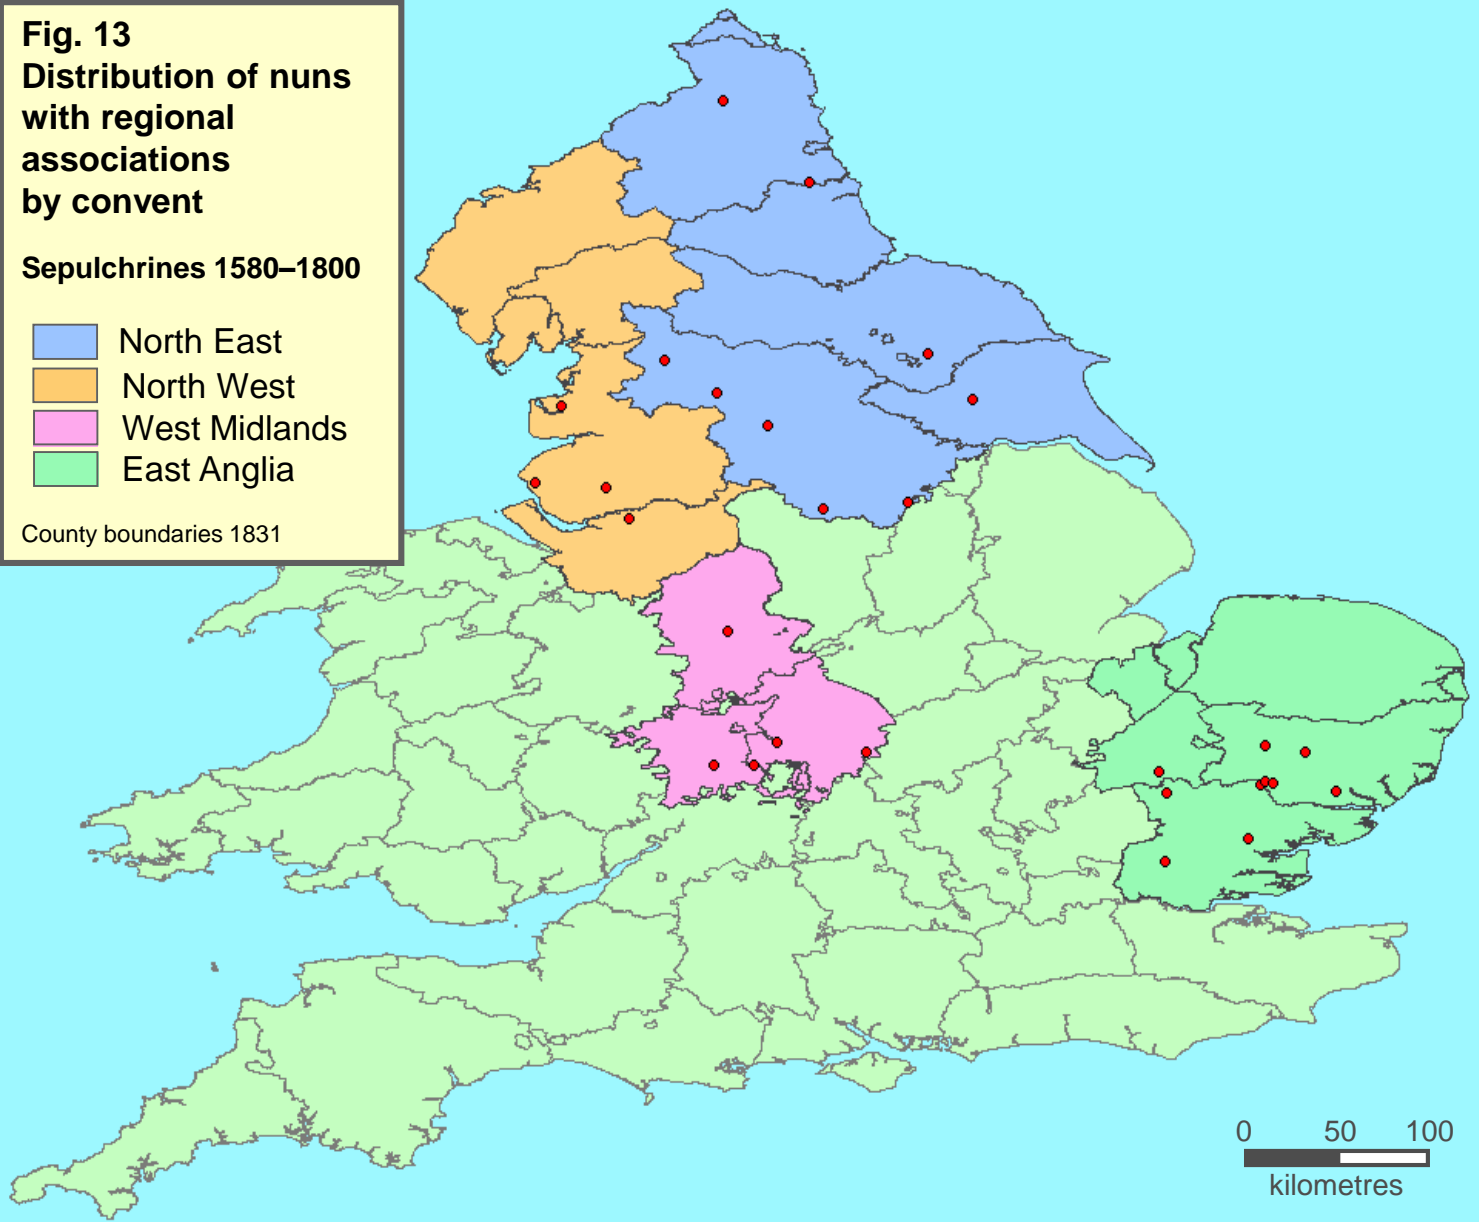 Fig. 13
Distribution of nuns
with regional
associations
by convent
Sepulchrines 1580–1800
North East
North West
West Midlands
East Anglia
County boundaries 1831
0 50 100
kilometres